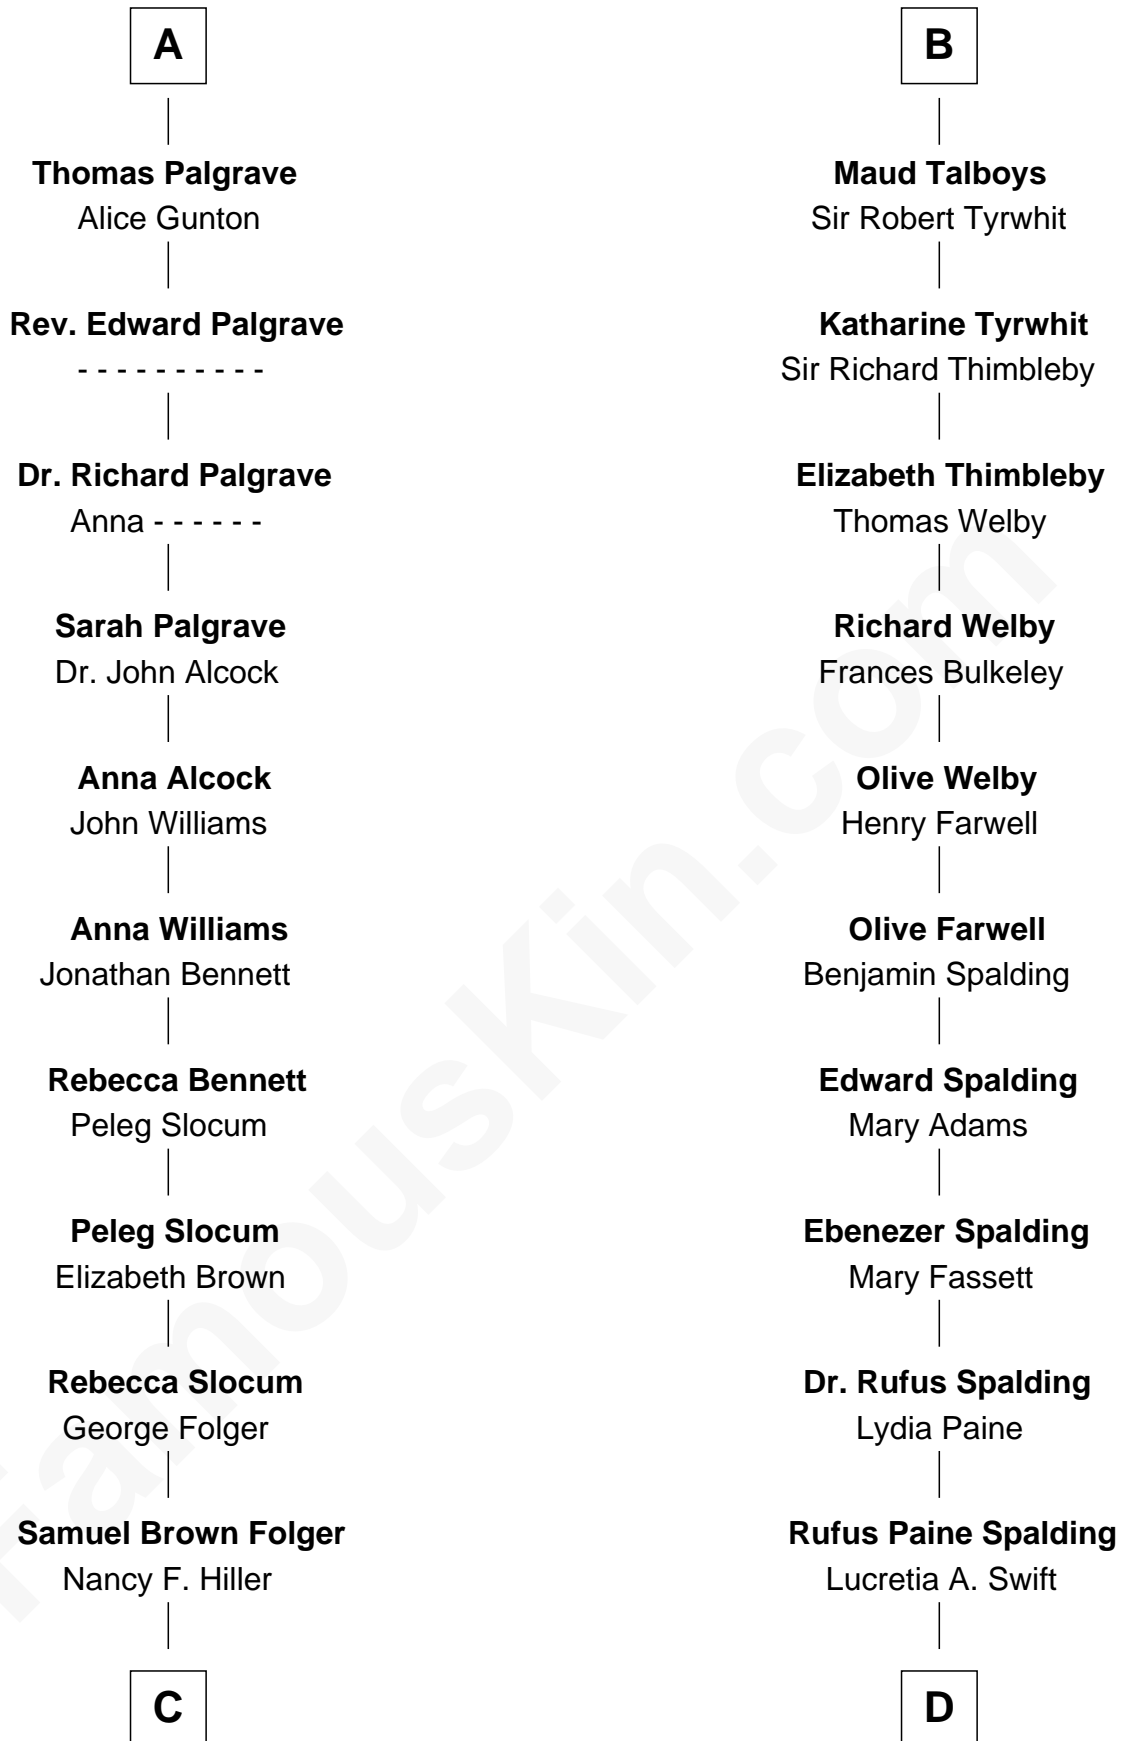 A
Thomas Palgrave
Alice Gunton
Rev. Edward Palgrave
- - - - - - - - - -
Dr. Richard Palgrave
Anna - - - - - -
Sarah Palgrave
Dr. John Alcock
Anna Alcock
John Williams
Anna Williams
Jonathan Bennett
Rebecca Bennett
Peleg Slocum
Peleg Slocum
Elizabeth Brown
Rebecca Slocum
George Folger
Samuel Brown Folger
Nancy F. Hiller
C
B
Maud Talboys
Sir Robert Tyrwhit
Katharine Tyrwhit
Sir Richard Thimbleby
Elizabeth Thimbleby
Thomas Welby
Richard Welby
Frances Bulkeley
Olive Welby
Henry Farwell
Olive Farwell
Benjamin Spalding
Edward Spalding
Mary Adams
Ebenezer Spalding
Mary Fassett
Dr. Rufus Spalding
Lydia Paine
Rufus Paine Spalding
Lucretia A. Swift
D
FamousKin.com